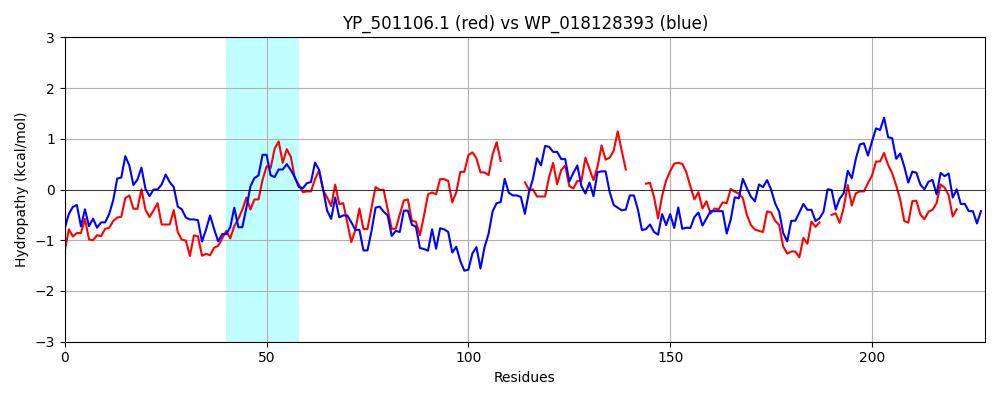 YP_501106.1 (red) vs WP_018128393 (blue)
3
2
1
0
−1
−2
−3
Hydropathy (kcal/mol)
0 50 100 150 200
Residues